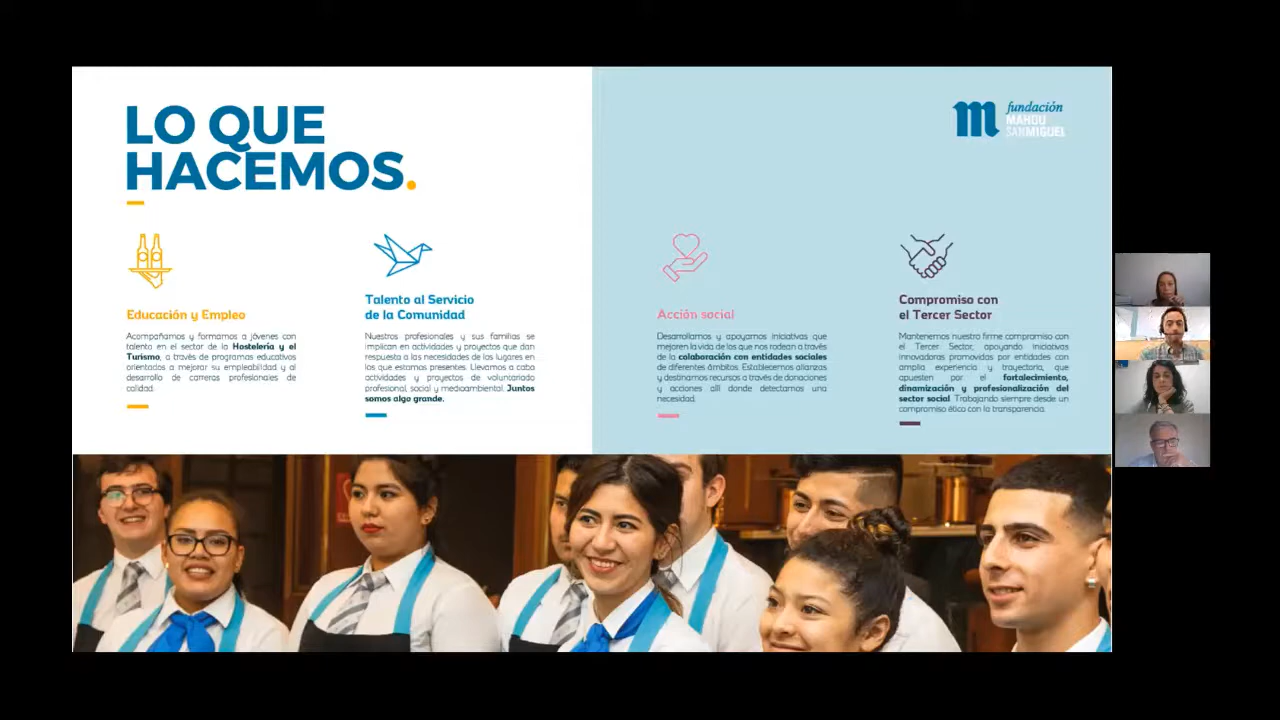 LO QUE
HACEMOS.
fundación
MAHOU
SANMIGUEL
Educación y Empleo
Acompañamos y formamos a jóvenes con
talento en el sector de la Hostelería y el
Turismo, a través de programas educativos
orientados a mejorar su empleabilidad y al
desarrollo de carreras profesionales de
calidad.
Talento al Servicio
de la Comunidad
Nuestros profesionales y sus familias se
implican en actividades y proyectos que dan
respuesta a las necesidades de los lugares en
los que estamos presentes. Llevamos a cabo
actividades y proyectos de voluntariado
profesional, social y medioambiental. Juntos
somos algo grande.
Acción social
Desarrollamos y apoyamos iniciativas que
mejoren la vida de los que nos rodean a través
de la colaboración con entidades sociales
de diferentes ámbitos. Establecemos alianzas
y destinamos recursos a través de donaciones
y acciones allí donde detectamos una
necesidad.
Compromiso con
el Tercer Sector
Mantenemos nuestro firme compromiso con
el Tercer Sector, apoyando iniciativas
innovadoras promovidas por entidades con
amplia experiencia y trayectoria, que
apuesten por el fortalecimiento,
dinamización y profesionalización del
sector social. Trabajando siempre desde un
compromiso ético con la transparencia.